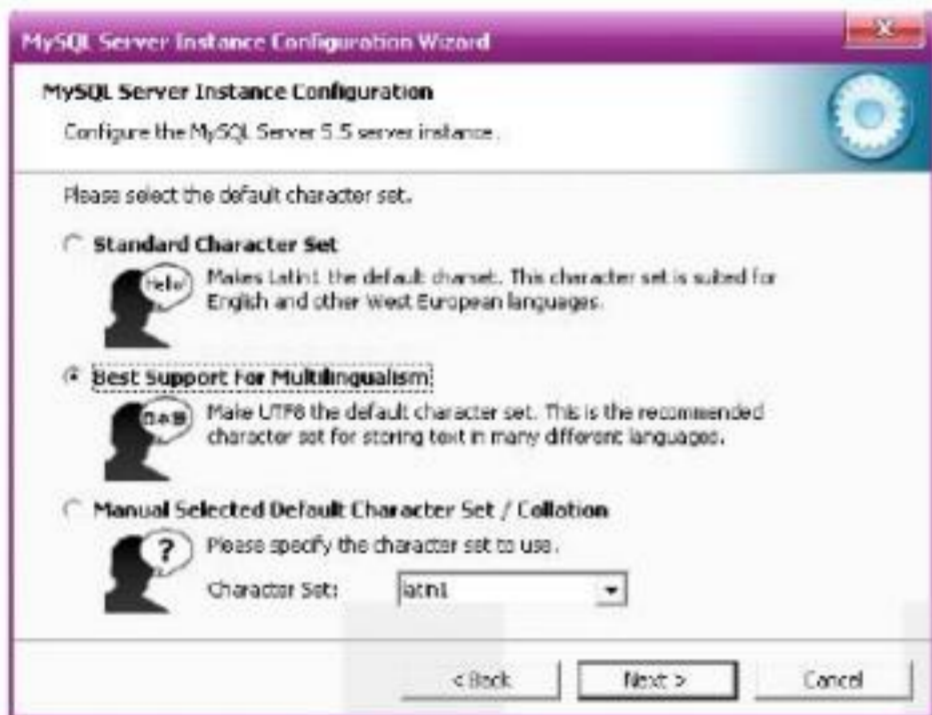 MySQL Server Instance Configuration Wizard
MySQL Server Instance Configuration
Configure the MySQL Server 5.5 server instance.
Please select the default character set.
Standard Character Set
Hello!
Makes Latin1 the default charset. This character set is suited for
English and other West European languages.
Best Support For Multilingualism
Make UTF8 the default character set. This is the recommended
character set for storing text in many different languages.
Manual Selected Default Character Set / Collation
?
Please specify the character set to use.
Character Set:
latin1
< Back
Next >
Cancel